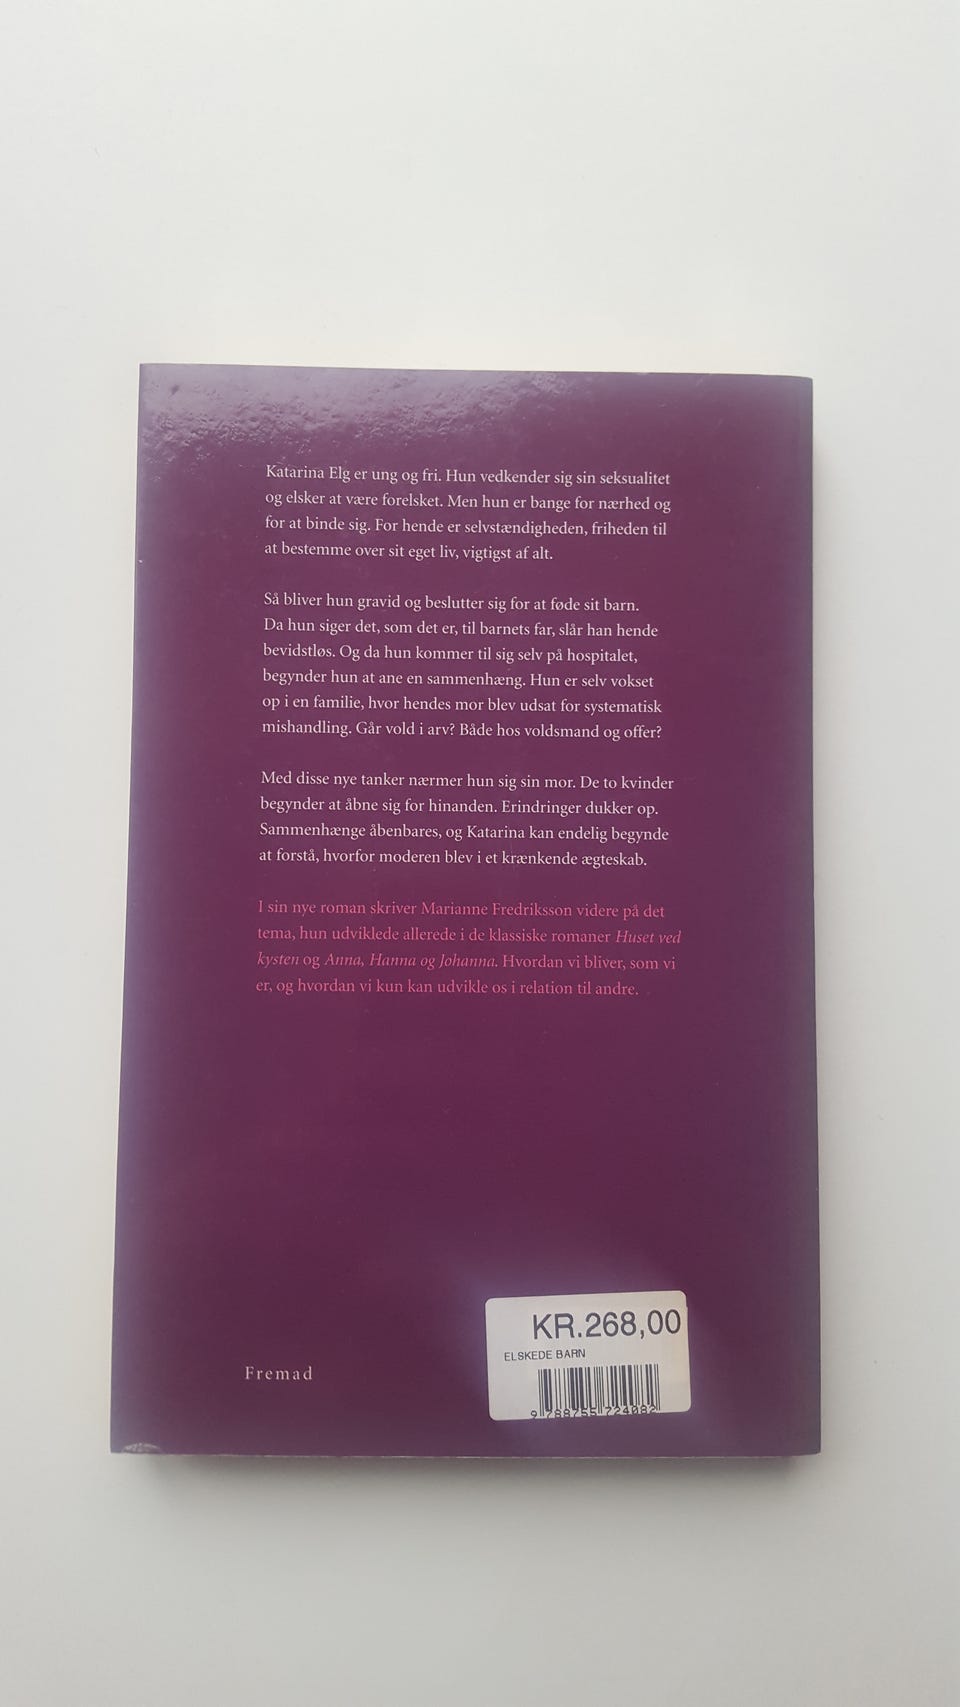 Katarina Elg er ung og fri. Hun vedkender sig sin seksualitet
og elsker at være forelsket. Men hun er bange for nærhed og
for at binde sig. For hende er selvstændigheden, friheden til
at bestemme over sit eget liv, vigtigst af alt.
Så bliver hun gravid og beslutter sig for at føde sit barn.
Da hun siger det, som det er, til barnets far, slår han hende
bevidstløs. Og da hun kommer til sig selv på hospitalet,
begynder hun at ane en sammenhæng. Hun er selv vokset
op i en familie, hvor hendes mor blev udsat for systematisk
mishandling. Går vold i arv? Både hos voldsmand og offer?
Med disse nye tanker nærmer hun sig sin mor. De to kvinder
begynder at åbne sig for hinanden. Erindringer dukker op.
Sammenhænge åbenbares, og Katarina kan endelig begynde
at forstå, hvorfor moderen blev i et krænkende ægteskab.
I sin nye roman skriver Marianne Fredriksson videre på det
tema, hun udviklede allerede i de klassiske romaner Huset ved
kysten og Anna, Hanna og Johanna. Hvordan vi bliver, som vi
er, og hvordan vi kun kan udvikle os i relation til andre.
KR.268,00
ELSKEDE BARN
9 788755 724082
Fremad